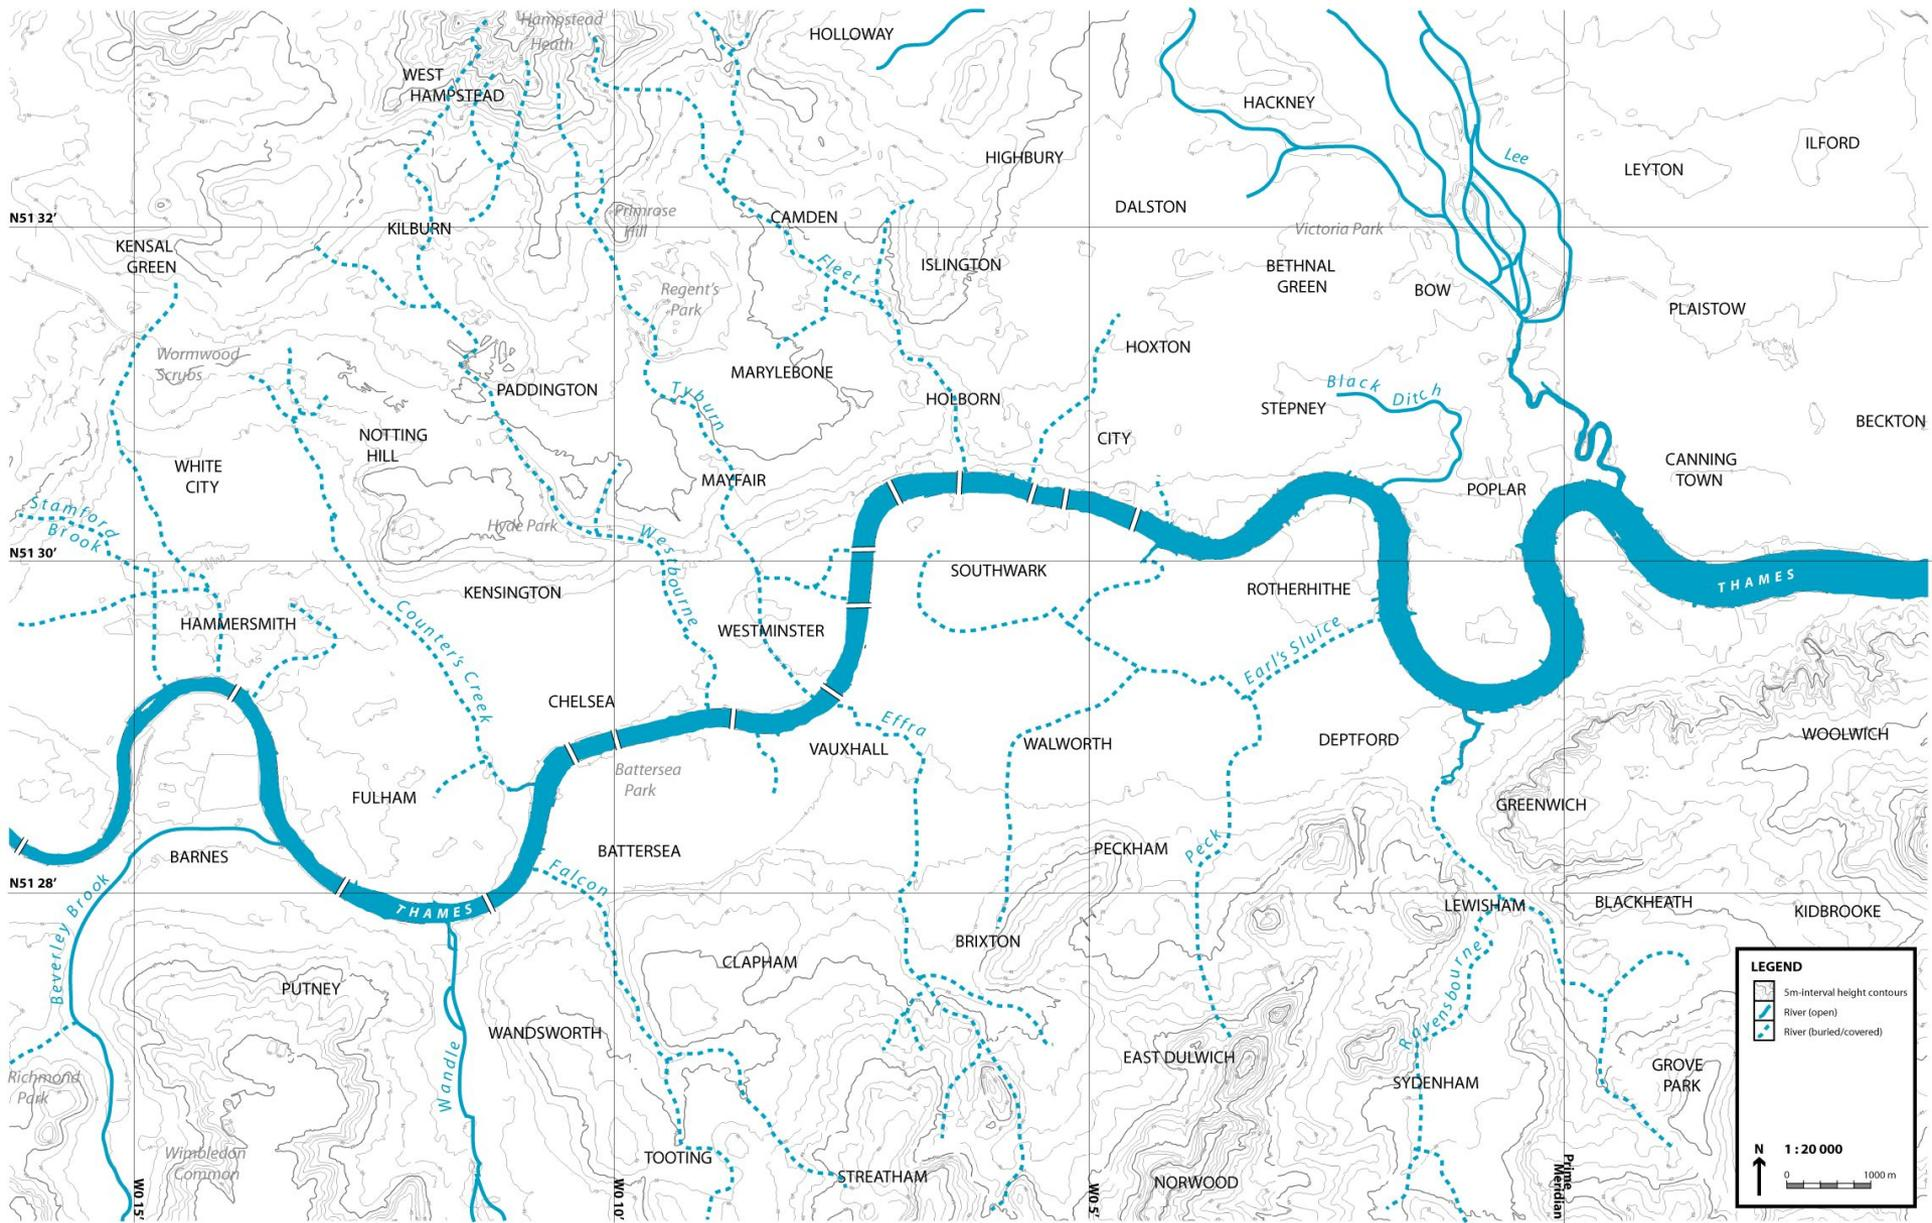 Hampstead
Heath
HOLLOWAY
WEST
HAMPSTEAD
HACKNEY
HIGHBURY
Lee
LEYTON
ILFORD
N51 32’
KENSAL
GREEN
KILBURN
Primrose
Hill
CAMDEN
DALSTON
Victoria Park
Fleet
ISLINGTON
BETHNAL
GREEN
BOW
Regent's
Park
PLAISTOW
Wormwood
Scrubs
HOXTON
MARYLEBONE
PADDINGTON
Tyburn
HOLBORN
Black
Ditch
STEPNEY
BECKTON
NOTTING
HILL
CITY
WHITE
CITY
MAYFAIR
POPLAR
CANNING
TOWN
Stamford
Brook
Hyde Park
Westbourne
N51 30’
SOUTHWARK
THAMES
KENSINGTON
ROTHERHITHE
HAMMERSMITH
Counter's Creek
WESTMINSTER
Earl's Sluice
CHELSEA
Effra
VAUXHALL
WALWORTH
DEPTFORD
WOOLWICH
Battersea
Park
FULHAM
GREENWICH
BARNES
BATTERSEA
PECKHAM
Peck
N51 28’
Falcon
THAMES
Beverley Brook
LEWISHAM
BLACKHEATH
KIDBROOKE
BRIXTON
CLAPHAM
PUTNEY
WANDSWORTH
Ravensbourne
Wandle
EAST DULWICH
SYDENHAM
GROVE
PARK
Richmond
Park
Wimbledon
Common
TOOTING
STREATHAM
NORWOOD
W0 15’
W0 10’
W0 5’
Prime
Meridian
LEGEND
5m-interval height contours
River (open)
River (buried/covered)
N
1 : 20 000
0
1000 m